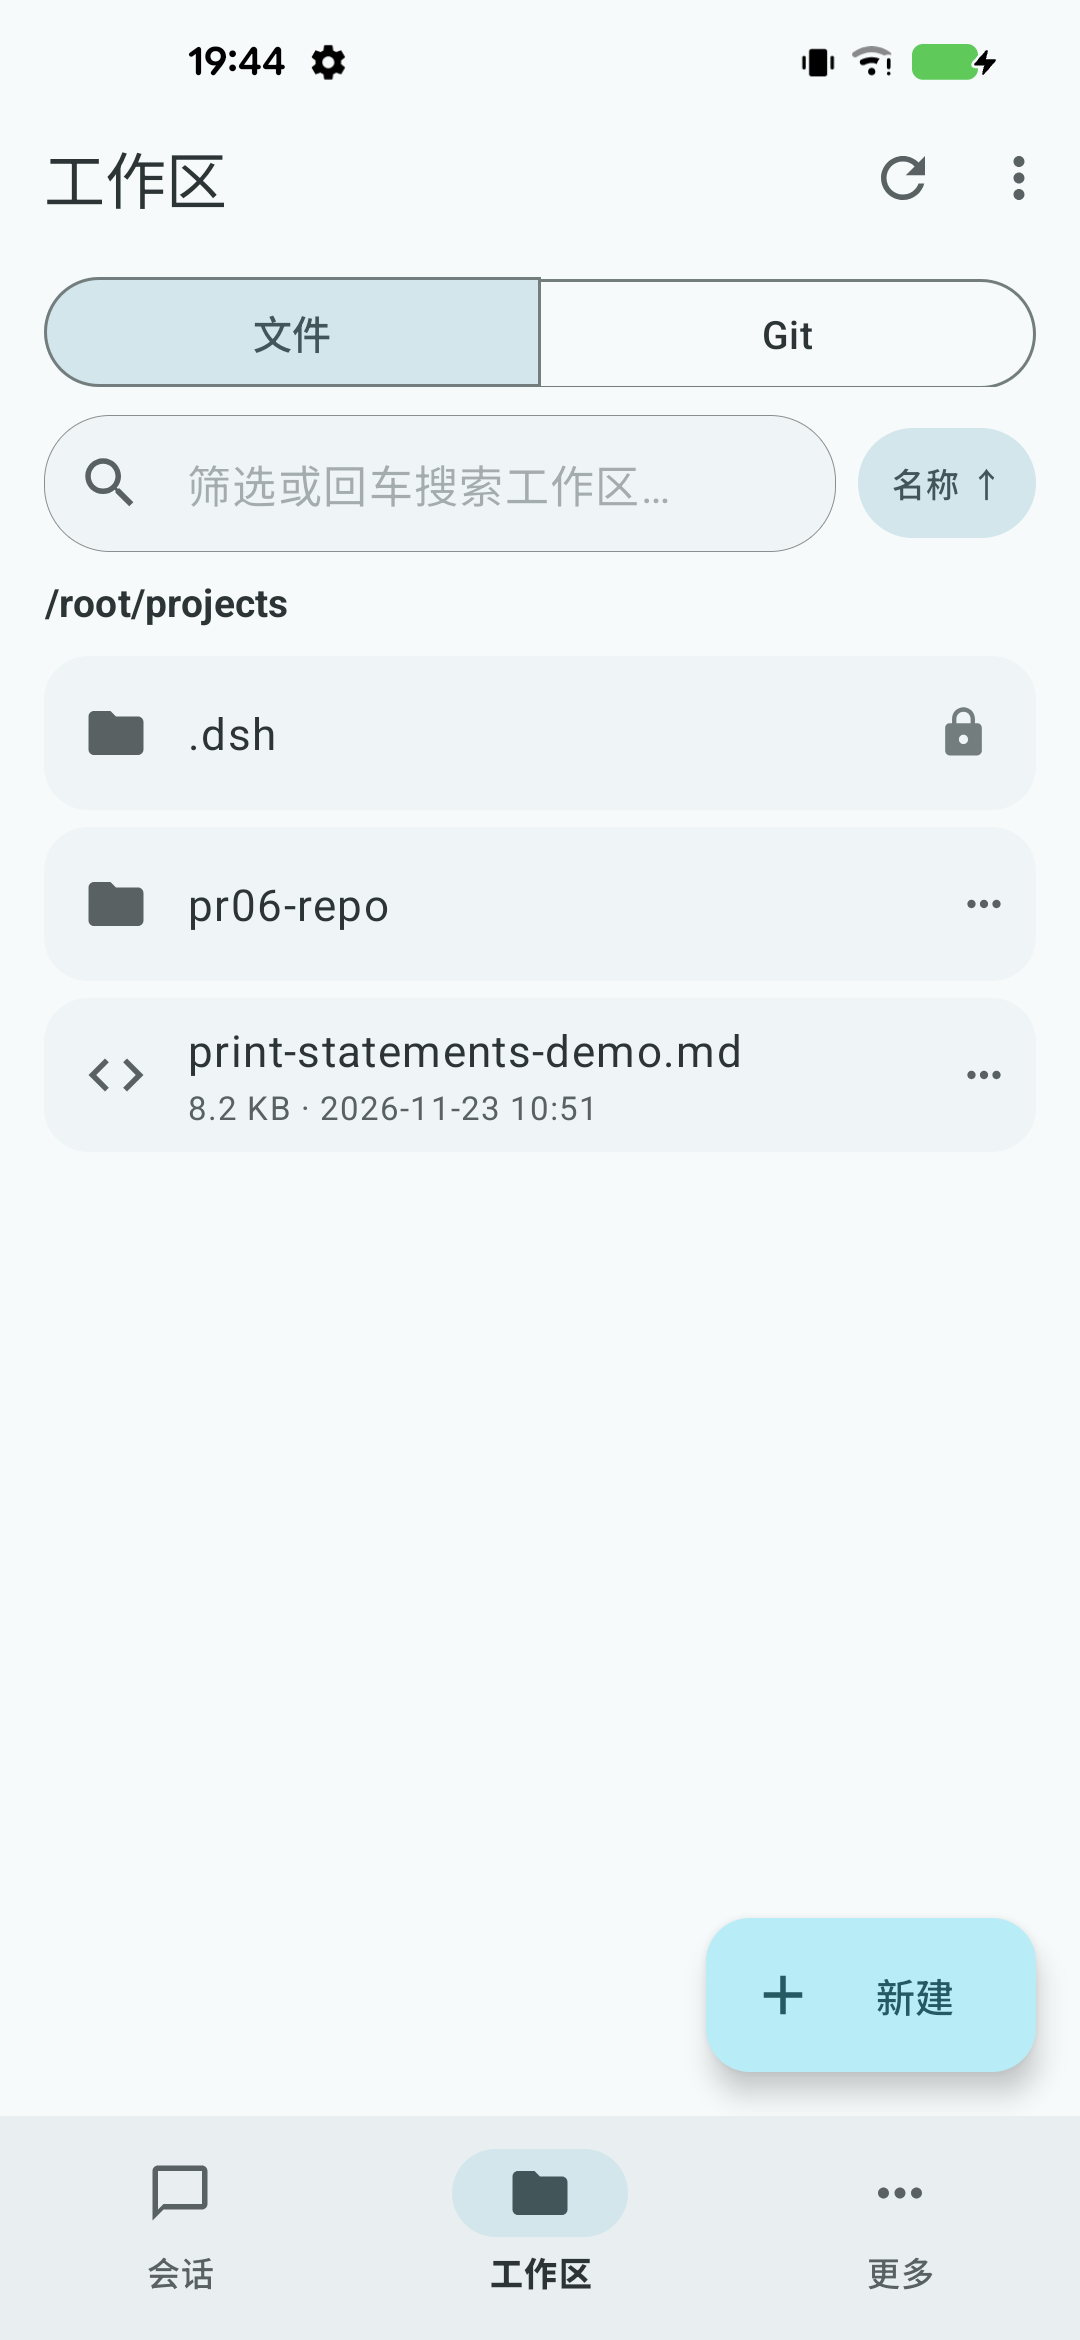 19:44
工作区
文件
Git
筛选或回车搜索工作区...
名称 ↑
/root/projects
.dsh
pr06-repo
print-statements-demo.md
8.2 KB · 2026-11-23 10:51
新建
会话
工作区
更多